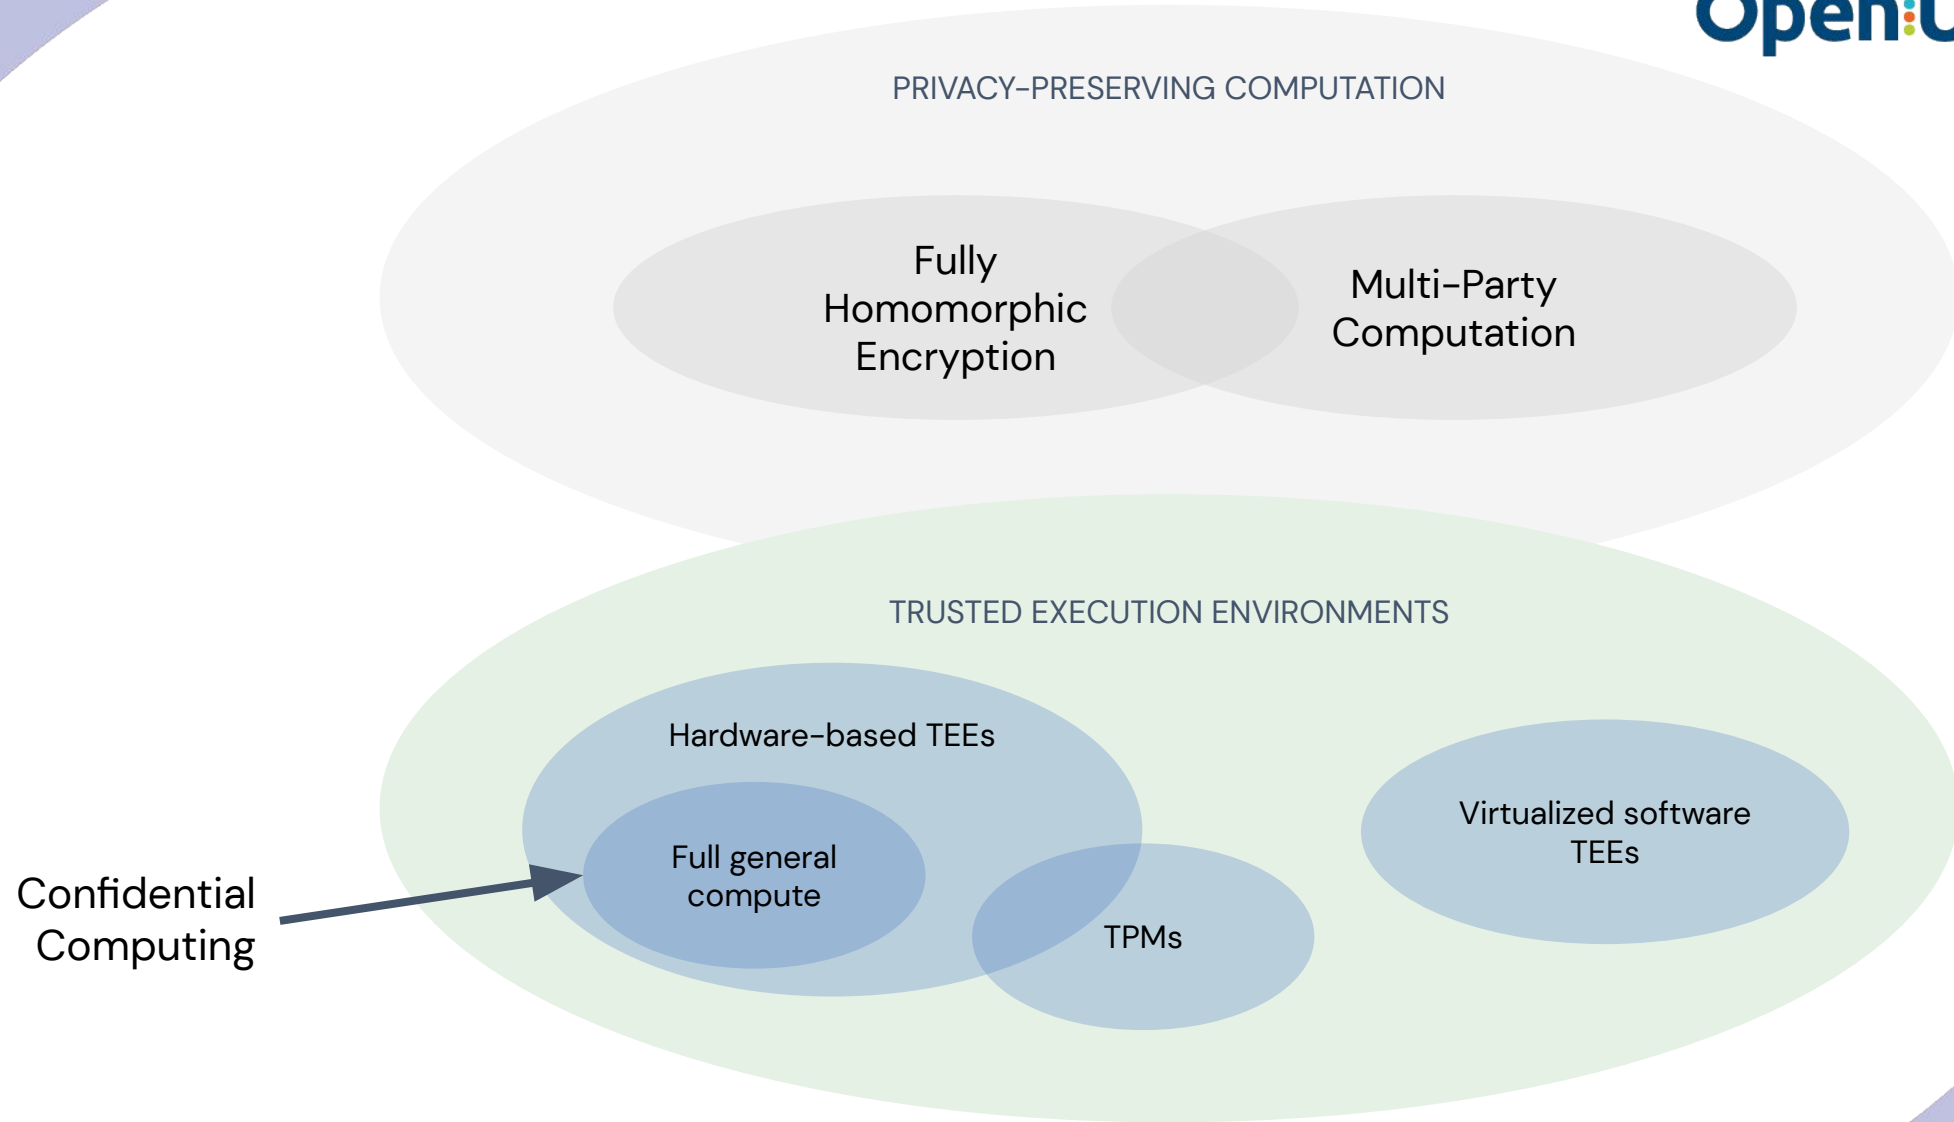 Open:U
PRIVACY-PRESERVING COMPUTATION
Fully
Homomorphic
Encryption
Multi-Party
Computation
TRUSTED EXECUTION ENVIRONMENTS
Hardware-based TEEs
Full general
compute
TPMs
Virtualized software
TEEs
Confidential
Computing